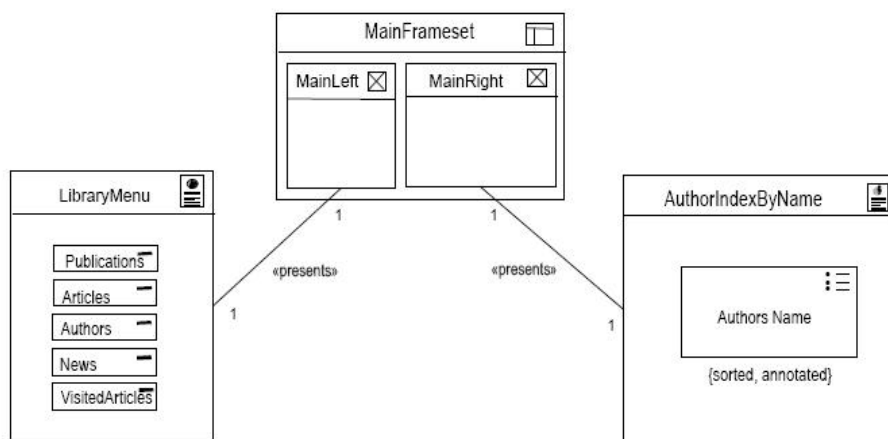 MainFrameset
MainLeft
MainRight
LibraryMenu
Publications
Articles
Authors
News
VisitedArticles
1
«presents»
1
1
«presents»
1
AuthorIndexByName
Authors Name
{sorted, annotated}